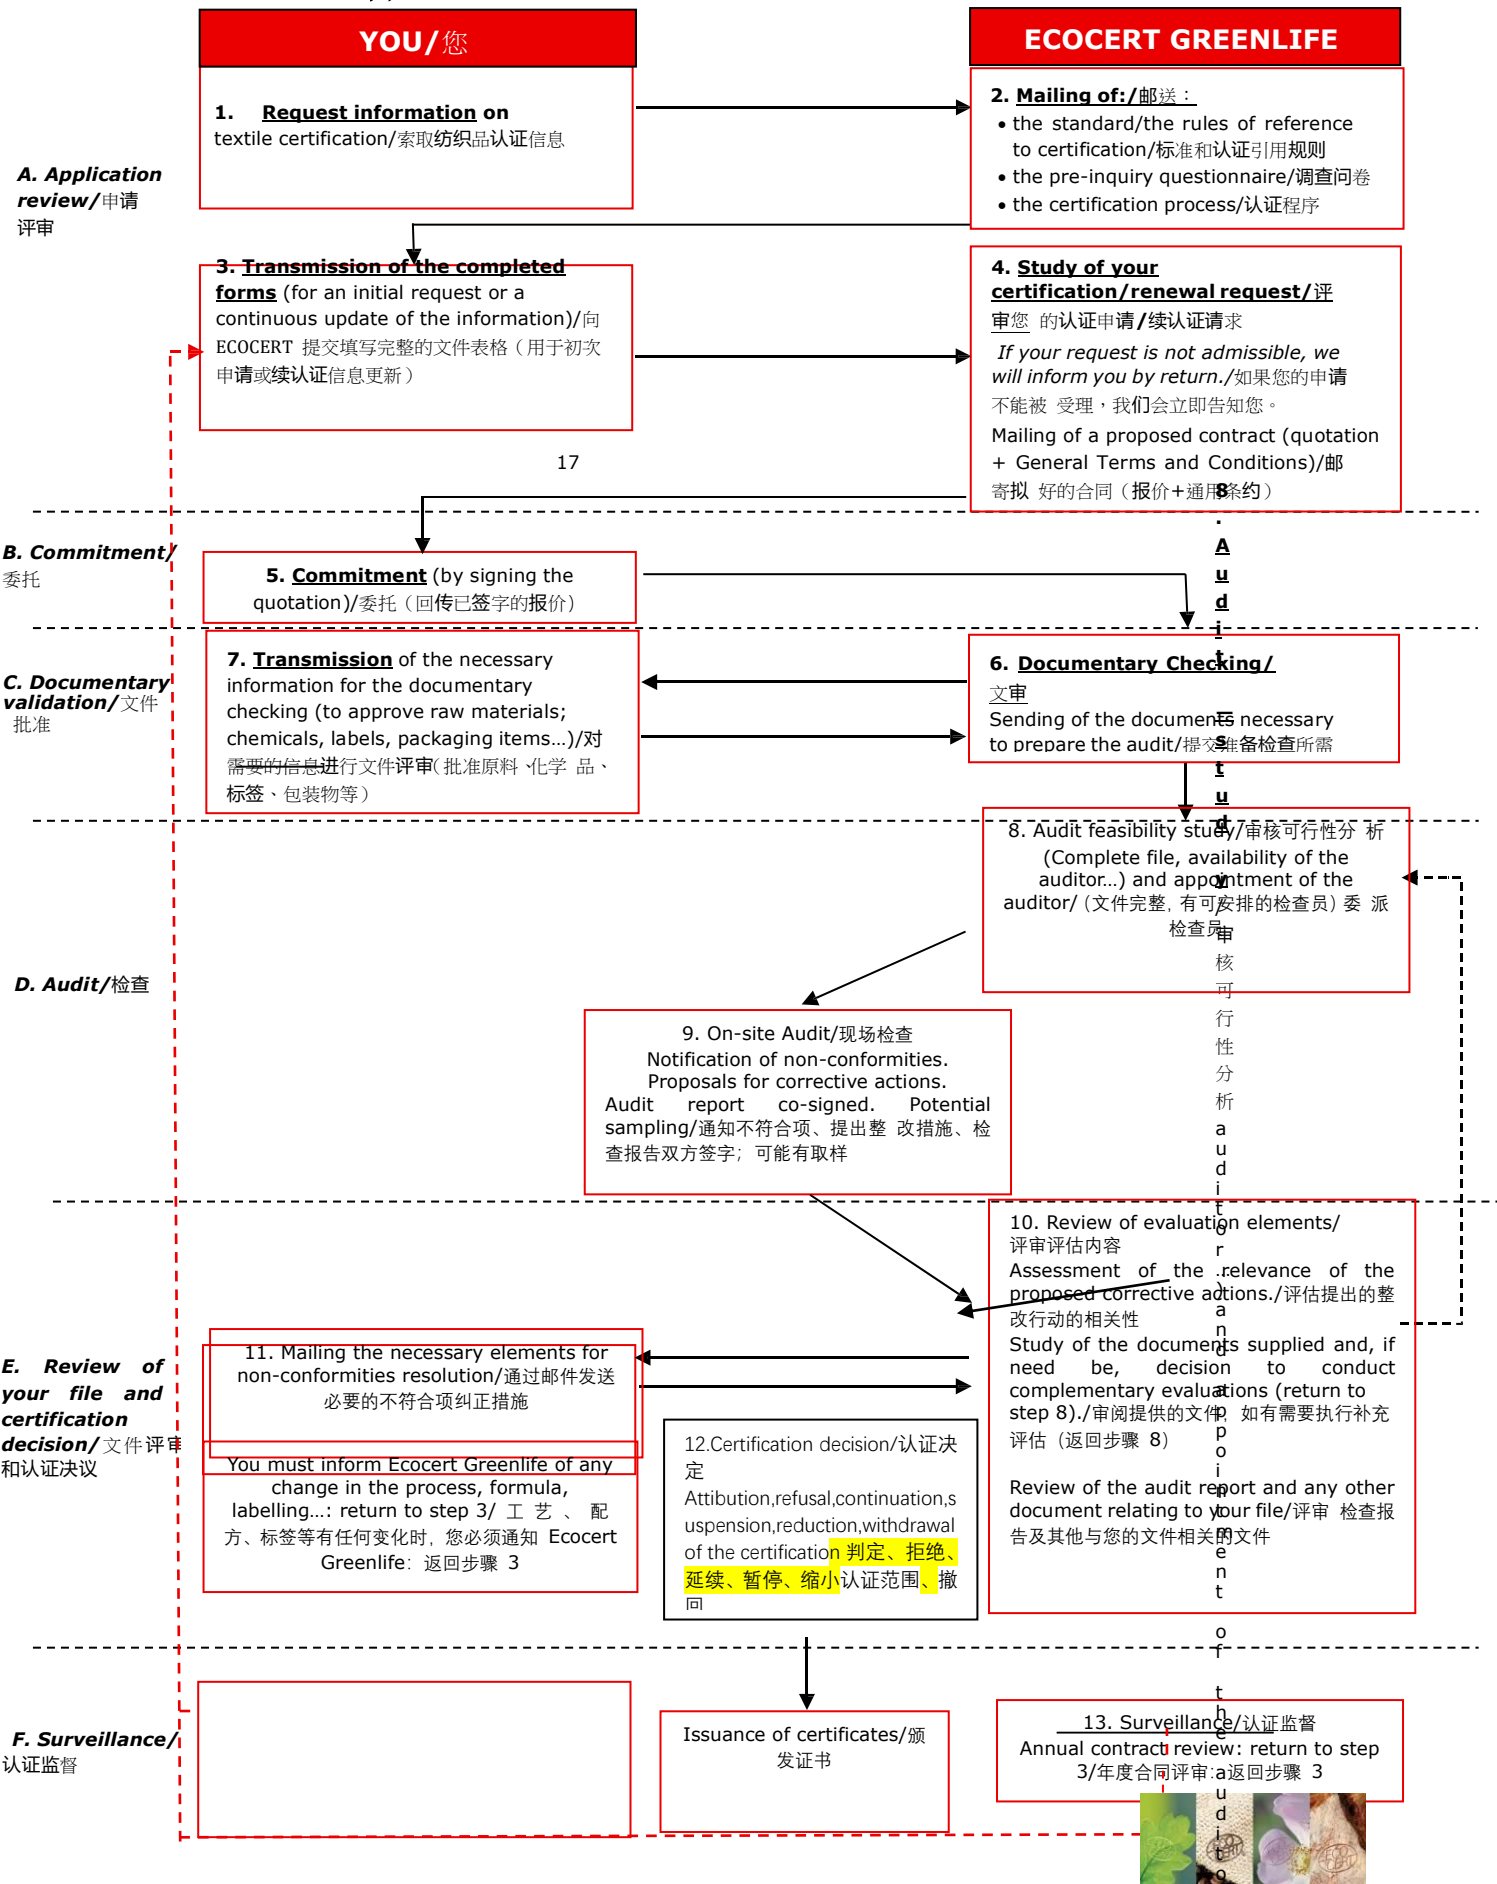 YOU/您
ECOCERT GREENLIFE
A. Application
review/申请
评审
1. Request information on
textile certification/索取纺织品认证信息
2. Mailing of:/邮送：
• the standard/the rules of reference
to certification/标准和认证引用规则
• the pre-inquiry questionnaire/调查问卷
• the certification process/认证程序
3. Transmission of the completed
forms (for an initial request or a
continuous update of the information)/向
ECOCERT 提交填写完整的文件表格（用于初次
申请或续认证信息更新）
4. Study of your
certification/renewal request/评
审您 的认证申请/续认证请求
If your request is not admissible, we
will inform you by return./如果您的申请
不能被 受理，我们会立即告知您。
Mailing of a proposed contract (quotation
+ General Terms and Conditions)/邮
寄拟 好的合同（报价+通用条约）
17
B. Commitment/
委托
5. Commitment (by signing the
quotation)/委托（回传已签字的报价）
C. Documentary
validation/文件
批准
7. Transmission of the necessary
information for the documentary
checking (to approve raw materials;
chemicals, labels, packaging items…)/对
需要的信息进行文件评审（批准原料、化学 品、
标签、包装物等）
6. Documentary Checking/
文审
Sending of the documents necessary
to prepare the audit/提交准备检查所需
D. Audit/检查
8. Audit feasibility study/审核可行性分 析
(Complete file, availability of the
auditor…) and appointment of the
auditor/（文件完整, 有可安排的检查员）委 派
检查员
9. On-site Audit/现场检查
Notification of non-conformities.
Proposals for corrective actions.
Audit report co-signed. Potential
sampling/通知不符合项、提出整 改措施、检
查报告双方签字；可能有取样
E. Review of
your file and
certification
decision/文件评审
和认证决议
10. Review of evaluation elements/
评审评估内容
Assessment of the relevance of the
proposed corrective actions./评估提出的整
改行动的相关性
Study of the documents supplied and, if
need be, decision to conduct
complementary evaluations (return to
step 8)./审阅提供的文件，如有需要执行补充
评估（返回步骤 8）
Review of the audit report and any other
document relating to your file/评审 检查报
告及其他与您的文件相关的文件
11. Mailing the necessary elements for
non-conformities resolution/通过邮件发送
必要的不符合项纠正措施
You must inform Ecocert Greenlife of any
change in the process, formula,
labelling…: return to step 3/ 工 艺 、 配
方、标签等有任何变化时，您必须通知 Ecocert
Greenlife：返回步骤 3
12.Certification decision/认证决
定
Attibution,refusal,continuation,s
uspension,reduction,withdrawal
of the certification 判定、拒绝、
延续、暂停、缩小认证范围、撤
回
F. Surveillance/
认证监督
Issuance of certificates/颁
发证书
13. Surveillance/认证监督
Annual contract review: return to step
3/年度合同评审：返回步骤 3